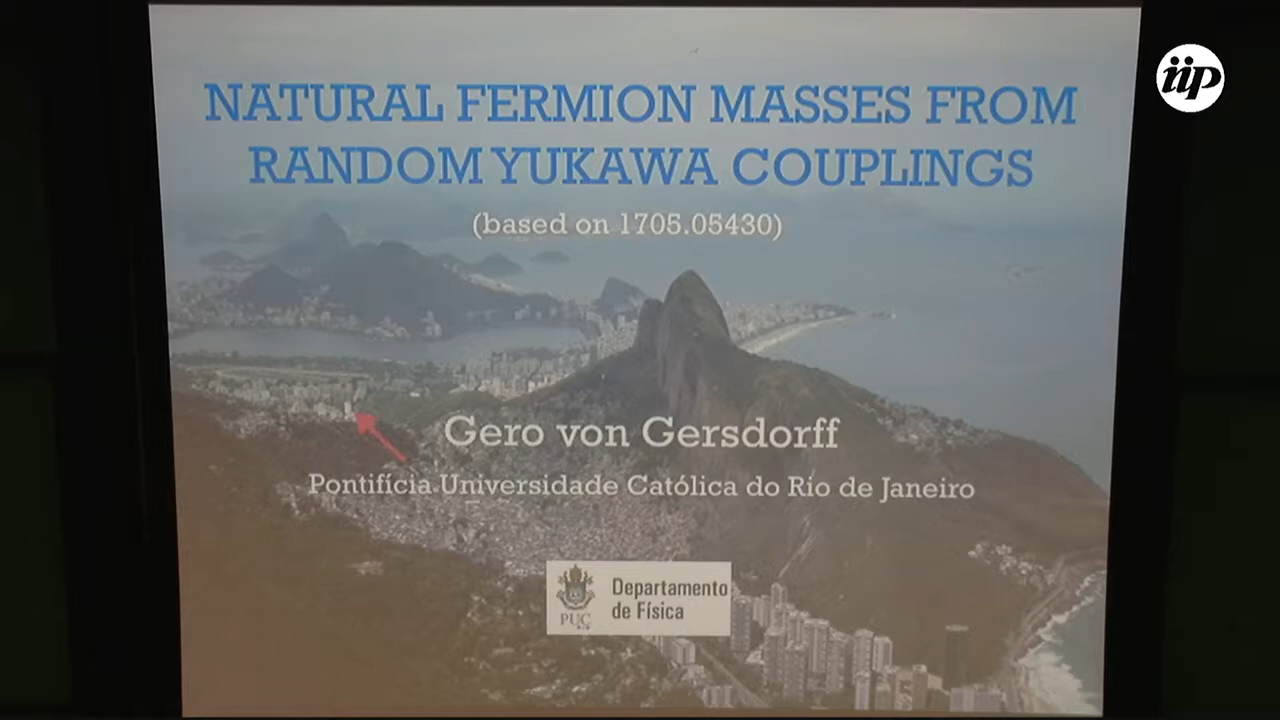 iip
NATURAL FERMION MASSES FROM
RANDOM YUKAWA COUPLINGS
(based on 1705.05430)
Gero von Gersdorff
Pontifícia Universidade Católica do Rio de Janeiro
Departamento
de Física
PUC